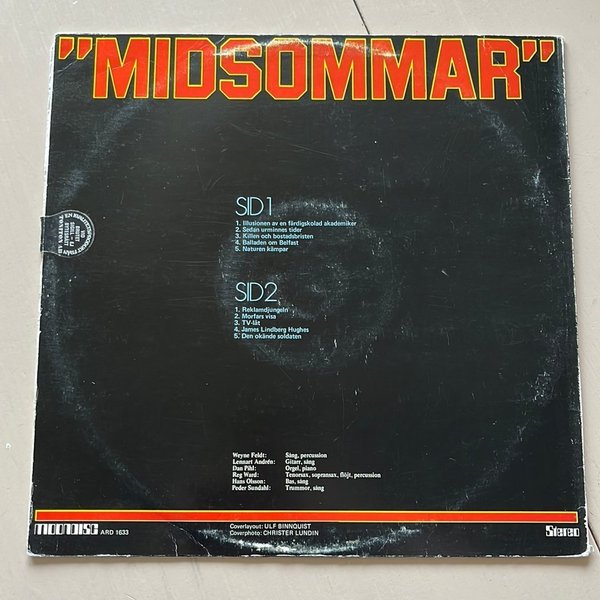 "MIDSOMMAR"
SID 1
1. Illusionen av en färdigskolad akademiker
2. Sedan urminnes tider
3. Killen och bostadsbristen
4. Balladen om Belfast
5. Naturen kämpar
SID 2
1. Reklamdjungeln
2. Morfars visa
3. TV-låt
4. James Lindberg Hughes
5. Den okände soldaten
Weyne Feldt: Sång, percussion
Lennart Andrén: Gitarr, sång
Dan Pihl: Orgel, piano
Reg Ward: Tenorsax, sopransax, flöjt, percussion
Hans Olsson: Bas, sång
Peder Sundahl: Trummor, sång
moondisc ARD 1633
Coverlayout: ULF BINNQUIST
Coverphoto: CHRISTER LUNDIN
Stereo